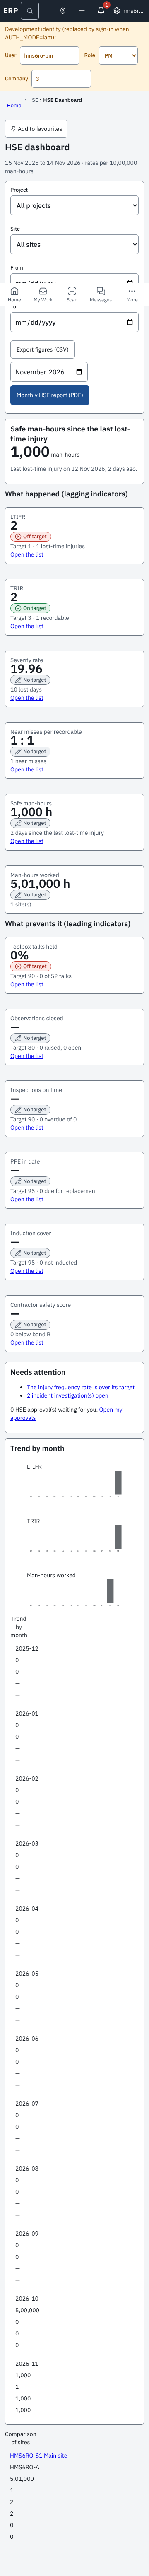 ERP
1
hms6ro-...
Development identity (replaced by sign-in when
AUTH_MODE=iam):
User
hms6ro-pm
Role
PM
Company
3
› HSE › HSE Dashboard
Home
Add to favourites
HSE dashboard
15 Nov 2025 to 14 Nov 2026 · rates per 10,00,000
man-hours
Project
All projects
Site
All sites
From
Home
My Work
Scan
Messages
More
mm/dd/yyyy
Export figures (CSV)
November 2026
Monthly HSE report (PDF)
Safe man-hours since the last lost-
time injury
1,000 man-hours
Last lost-time injury on 12 Nov 2026, 2 days ago.
What happened (lagging indicators)
LTIFR
2
Off target
Target 1 · 1 lost-time injuries
Open the list
TRIR
2
On target
Target 3 · 1 recordable
Open the list
Severity rate
19.96
No target
10 lost days
Open the list
Near misses per recordable
1 : 1
No target
1 near misses
Open the list
Safe man-hours
1,000 h
No target
2 days since the last lost-time injury
Open the list
Man-hours worked
5,01,000 h
No target
1 site(s)
What prevents it (leading indicators)
Toolbox talks held
0%
Off target
Target 90 · 0 of 52 talks
Open the list
Observations closed
—
No target
Target 80 · 0 raised, 0 open
Open the list
Inspections on time
—
No target
Target 90 · 0 overdue of 0
Open the list
PPE in date
—
No target
Target 95 · 0 due for replacement
Open the list
Induction cover
—
No target
Target 95 · 0 not inducted
Open the list
Contractor safety score
—
No target
0 below band B
Open the list
Needs attention
The injury frequency rate is over its target
2 incident investigation(s) open
0 HSE approval(s) waiting for you. Open my
approvals
Trend by month
LTIFR
TRIR
Man-hours worked
Trend
by
month
2025-12
0
0
—
—
2026-01
0
0
—
—
2026-02
0
0
—
—
2026-03
0
0
—
—
2026-04
0
0
—
—
2026-05
0
0
—
—
2026-06
0
0
—
—
2026-07
0
0
—
—
2026-08
0
0
—
—
2026-09
0
0
—
—
2026-10
5,00,000
0
0
0
2026-11
1,000
1
1,000
1,000
Comparison
of sites
HMS6RO-S1 Main site
HMS6RO-A
5,01,000
1
2
2
0
0